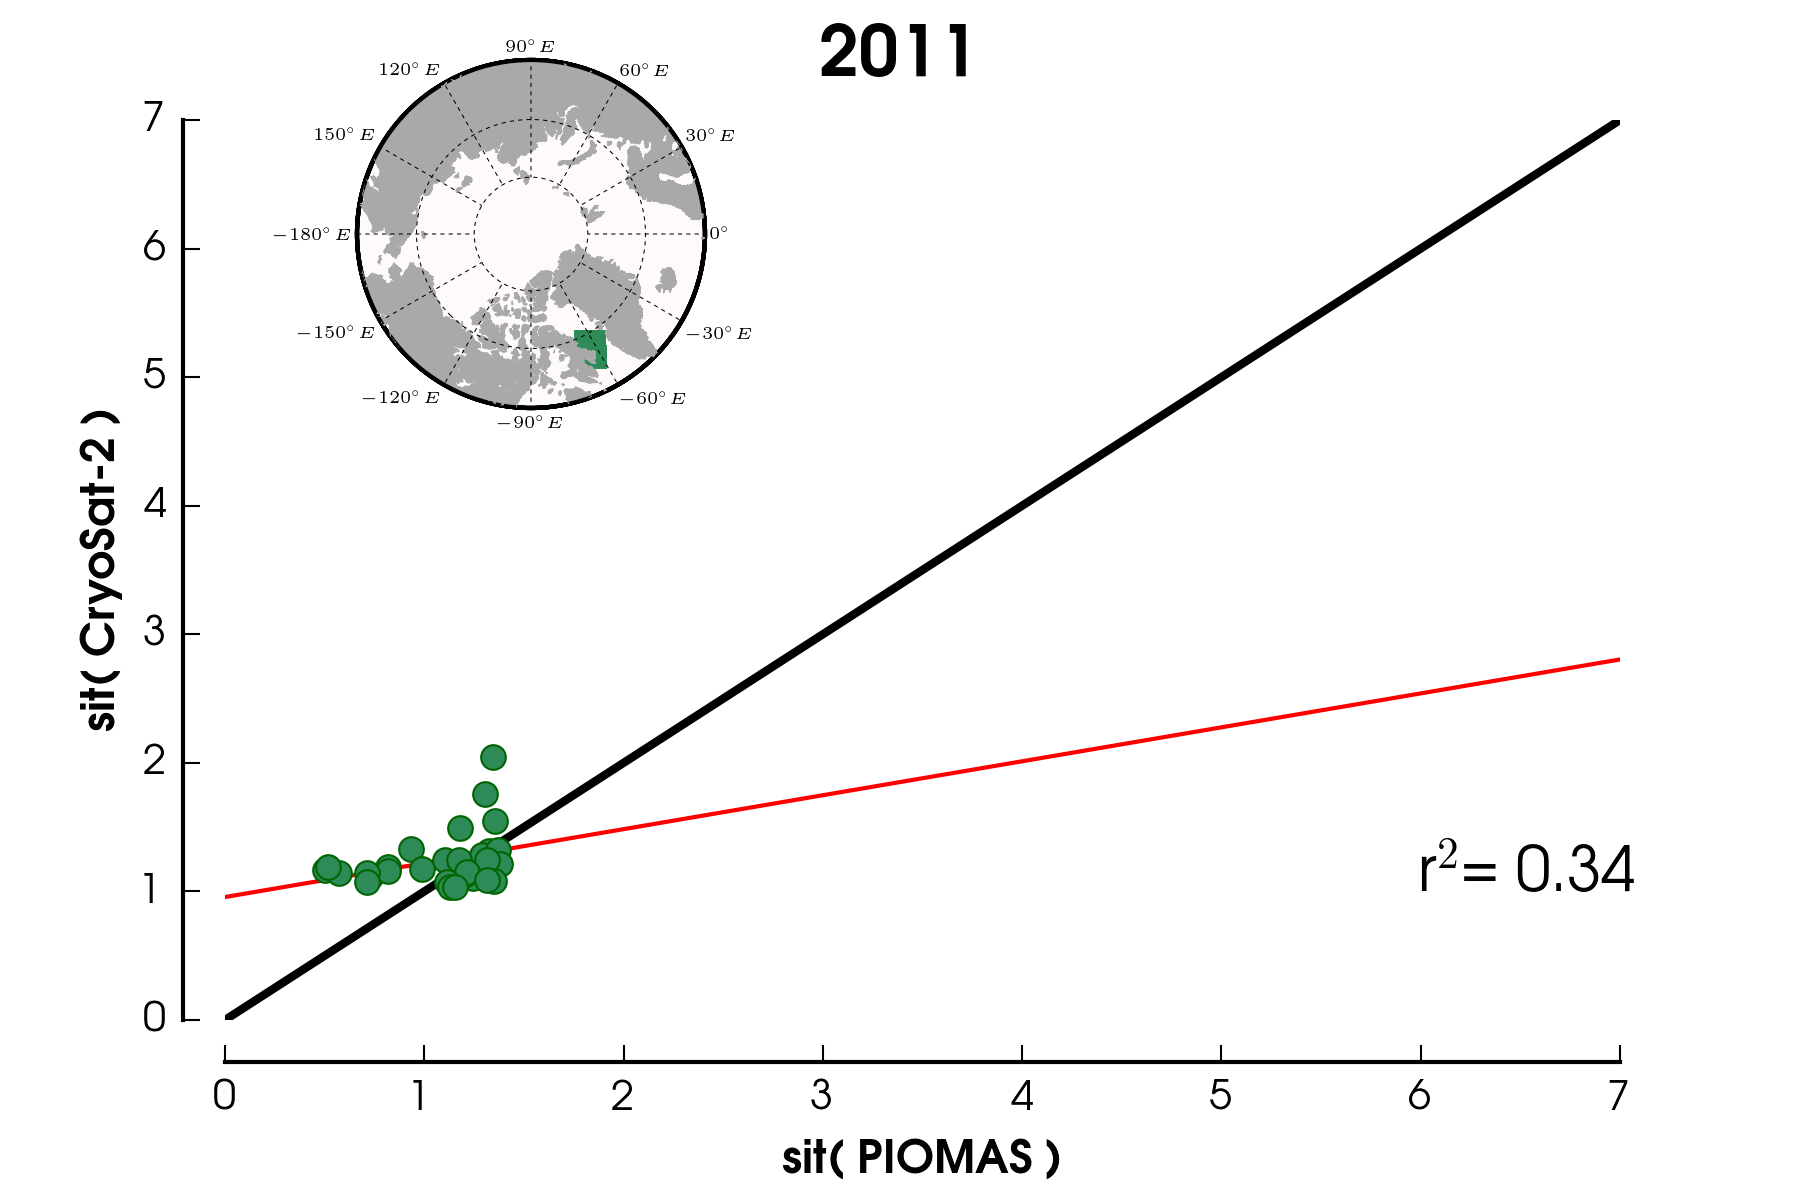 2011
90° E
120° E
60° E
150° E
30° E
−180° E
0°
−150° E
−30° E
−120° E
−60° E
−90° E
7
6
5
4
3
2
1
0
sit( CryoSat-2 )
r²= 0.34
0 1 2 3 4 5 6 7
sit( PIOMAS )